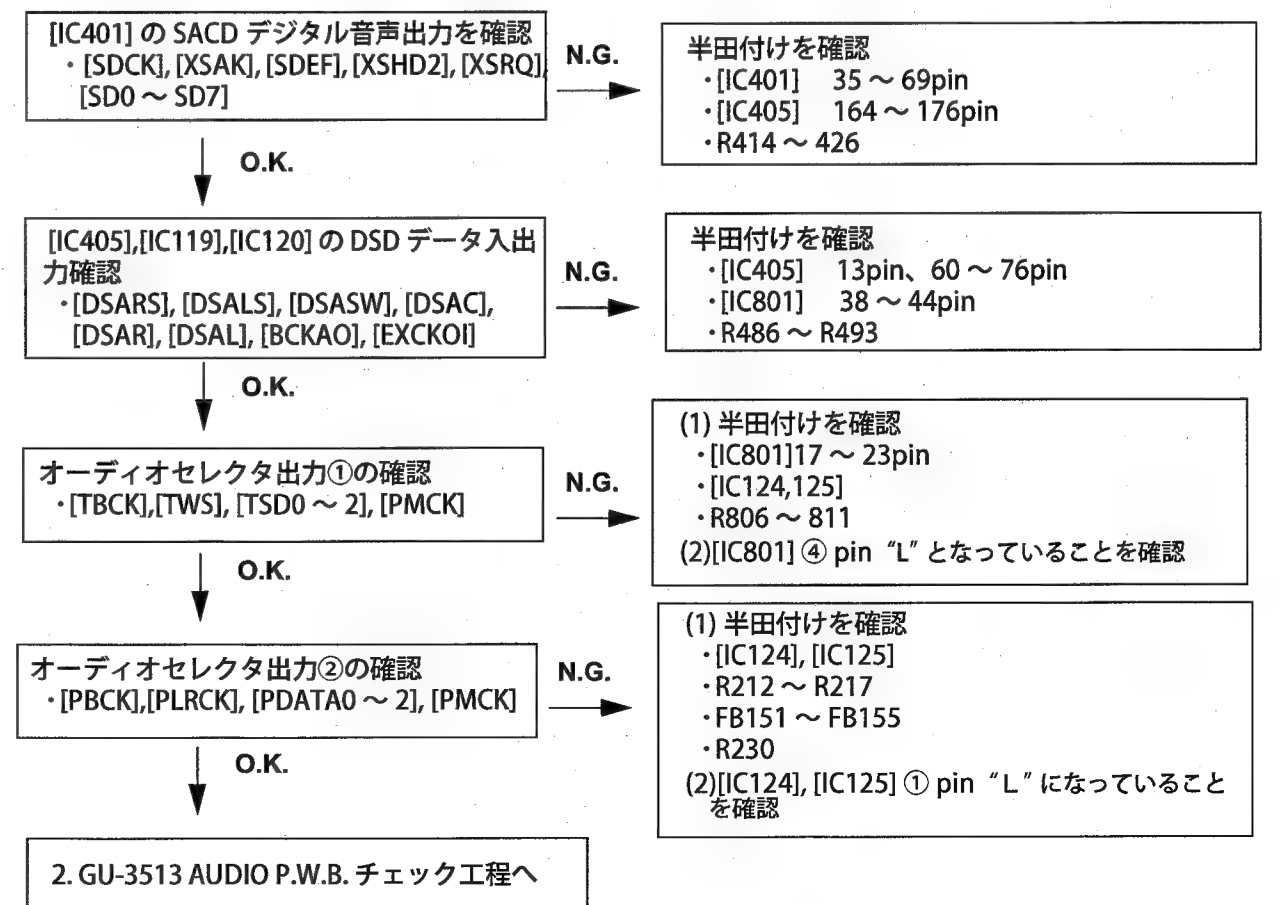 [IC401] の SACD デジタル音声出力を確認
・[SDCK], [XSAK], [SDEF], [XSHD2], [XSRQ],
[SD0 ～ SD7]
N.G.
半田付けを確認
・[IC401] 35 ～ 69pin
・[IC405] 164 ～ 176pin
・R414 ～ 426
O.K.
[IC405],[IC119],[IC120] の DSD データ入出
力確認
・[DSARS], [DSALS], [DSASW], [DSAC],
[DSAR], [DSAL], [BCKAO], [EXCKOI]
N.G.
半田付けを確認
・[IC405] 13pin、60 ～ 76pin
・[IC801] 38 ～ 44pin
・R486 ～ R493
O.K.
オーディオセレクタ出力①の確認
・[TBCK],[TWS], [TSD0 ～ 2], [PMCK]
N.G.
(1) 半田付けを確認
・[IC801]17 ～ 23pin
・[IC124,125]
・R806 ～ 811
(2)[IC801] ④ pin “L” となっていることを確認
O.K.
オーディオセレクタ出力②の確認
・[PBCK],[PLRCK], [PDATA0 ～ 2], [PMCK]
N.G.
(1) 半田付けを確認
・[IC124], [IC125]
・R212 ～ R217
・FB151 ～ FB155
・R230
(2)[IC124], [IC125] ① pin “L” になっていること
を確認
O.K.
2. GU-3513 AUDIO P.W.B. チェック工程へ